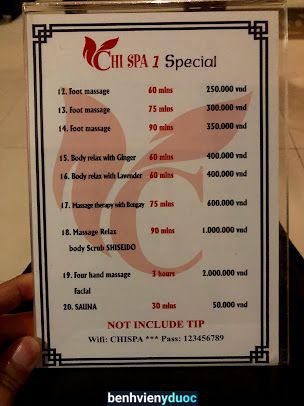 CHI SPA 1 Special
12. Foot massage 60 mins 250.000 vnd
13. Foot massage 75 mins 300.000 vnd
14. Foot massage 90 mins 350.000 vnd
15. Body relax with Ginger 60 mins 400.000 vnd
16. Body relax with Lavender 60 mins 400.000 vnd
17. Massage therapy with Bongay 75 mins 600.000 vnd
18. Massage Relax 90 mins 1.000.000 vnd
body Scrub SHISEIDO
19. Four hand massage 3 hours 2.000.000 vnd
Facial
20. SAUNA 30 mins 50.000 vnd
NOT INCLUDE TIP
Wifi: CHISPA *** Pass: 123456789
benhvienyduoc